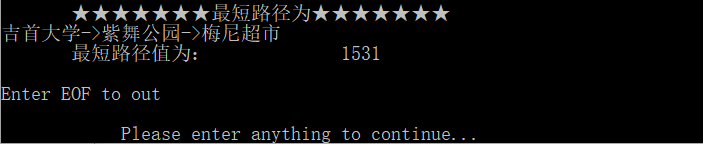 ★★★★★★★最短路径为★★★★★★★
吉首大学->紫舞公园->梅尼超市
最短路径值为: 1531
Enter EOF to out
Please enter anything to continue...